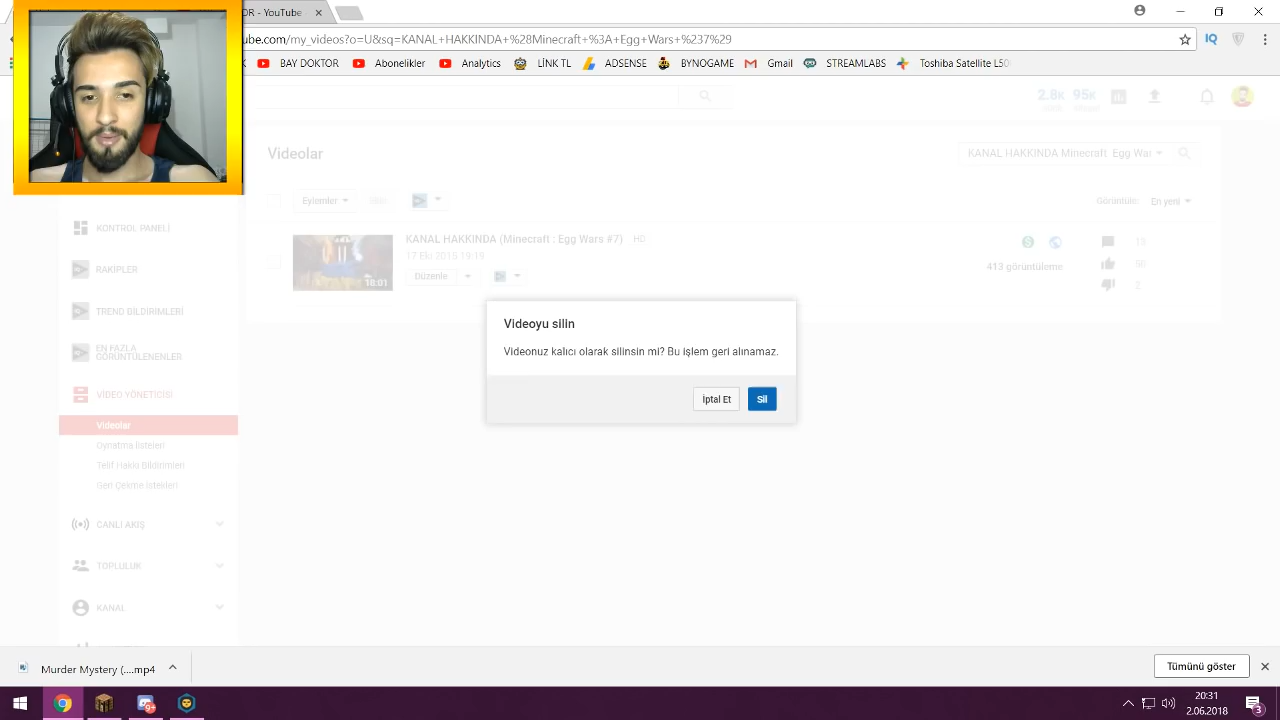 DR - YouTube
UBE.com/my_videos?o=U&sq=KANAL+HAKKINDA+%28Minecraft+%3A+Egg+Wars+%237%29
IQ
BAY DOKTOR
Abonelikler
Analytics
LİNK TL
ADSENSE
BYNOGAME
Gmail
STREAMLABS
Toshiba Satellite L50
2.8K 95K
Videolar
KANAL HAKKINDA Minecraft Egg War
Eylemler
Görüntüle: En yeni
KANAL HAKKINDA (Minecraft : Egg Wars #7) HD
17 Eki 2015 19:19
18:01
Düzenle
413 görüntüleme
2
KONTROL PANELİ
RAKİPLER
TREND BİLDİRİMLERİ
EN FAZLA
GÖRÜNTÜLENENLER
VİDEO YÖNETİCİSİ
Videolar
Oynatma listeleri
Telif Hakkı Bildirimleri
Geri Çekme İstekleri
CANLI AKIŞ
TOPLULUK
KANAL
Videoyu silin
Videonuz kalıcı olarak silinsin mi? Bu işlem geri alınamaz.
İptal Et
Sil
Murder Mystery (....mp4
Tümünü göster
9+
20:31
2.06.2018
3